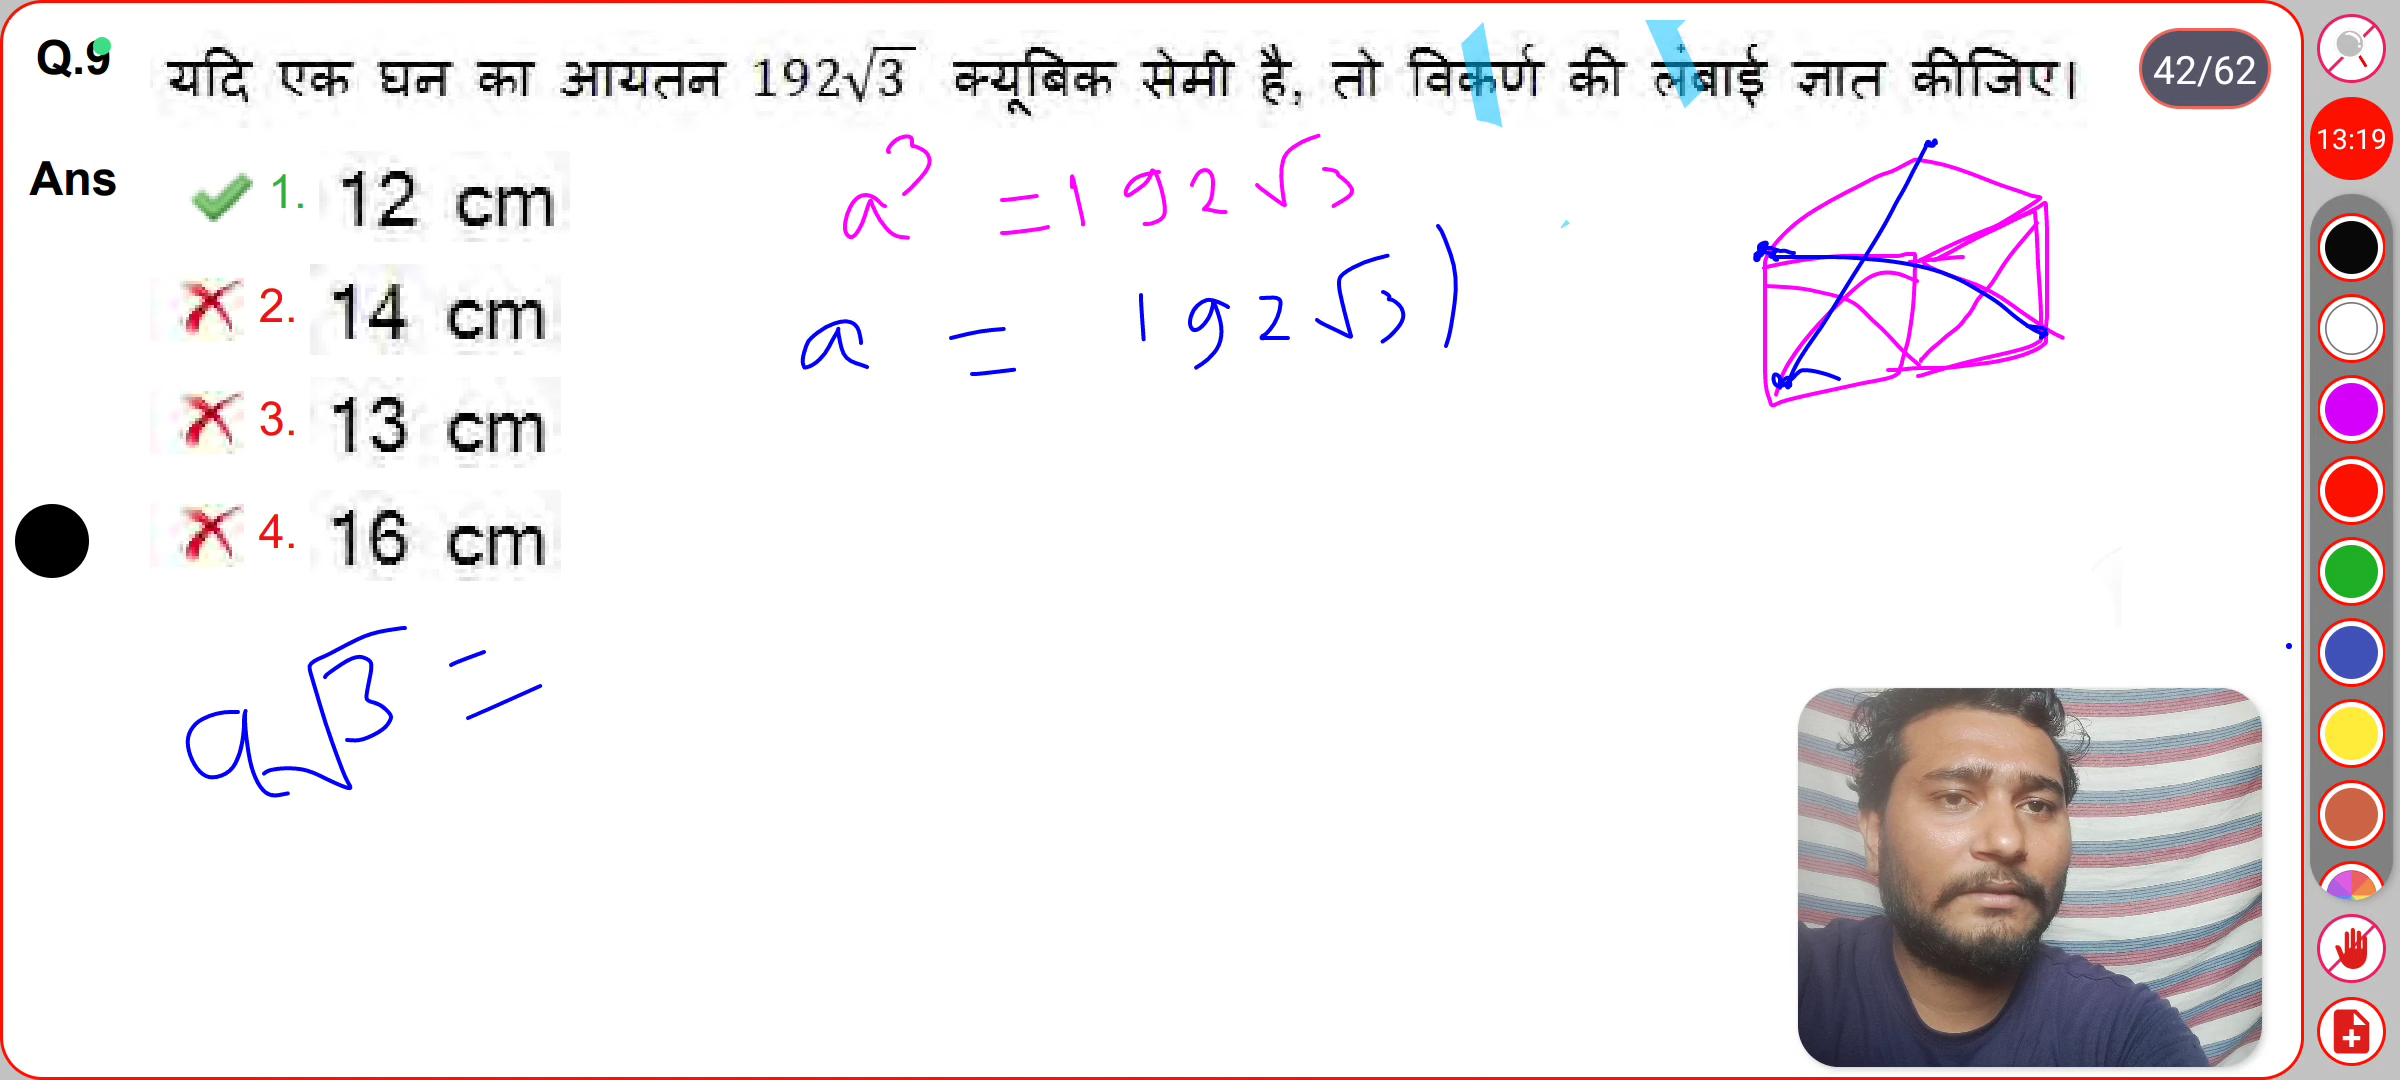 Q.9 यदि एक घन का आयतन 192√3 क्यूबिक सेमी है, तो विकर्ण की लंबाई ज्ञात कीजिए।
42/62
13:19
Ans
1. 12 cm
2. 14 cm
3. 13 cm
4. 16 cm
a³ = 192√3
a = 192√3)
a√3 =